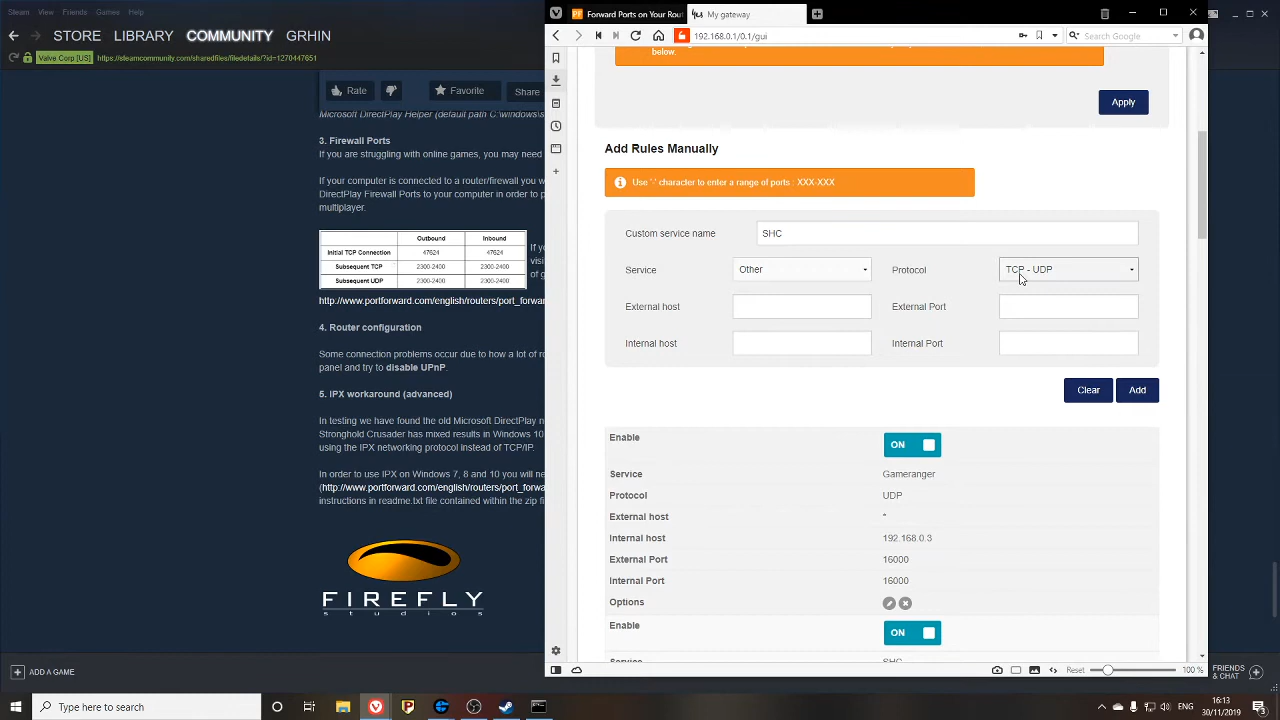 Steam View Friends Games Help
STORE LIBRARY COMMUNITY GRHIN
Valve Corp [US] https://steamcommunity.com/sharedfiles/filedetails/?id=1270447651
Rate Favorite Share
Microsoft DirectPlay Helper (default path C:\windows\s
3. Firewall Ports
If you are struggling with online games, you may need
If your computer is connected to a router/firewall you w
DirectPlay Firewall Ports to your computer in order to p
multiplayer.
Outbound Inbound
Initial TCP Connection 47624 47624
Subsequent TCP 2300-2400 2300-2400
Subsequent UDP 2300-2400 2300-2400
If y
vis
of g
http://www.portforward.com/english/routers/port_forwar
4. Router configuration
Some connection problems occur due to how a lot of ro
panel and try to disable UPnP.
5. IPX workaround (advanced)
In testing we have found the old Microsoft DirectPlay n
Stronghold Crusader has mixed results in Windows 10
using the IPX networking protocol instead of TCP/IP.
In order to use IPX on Windows 7, 8 and 10 you will ne
(http://www.portforward.com/english/routers/port_forwa
instructions in readme.txt file contained within the zip fi
FIREFLY
studios
ADD A GAME
PF Forward Ports on Your Rout
My gateway
192.168.0.1/0.1/gui
Search Google
below.
Apply
Add Rules Manually
Use '-' character to enter a range of ports : XXX-XXX
Custom service name SHC
Service Other Protocol TCP - UDP
External host External Port
Internal host Internal Port
Clear Add
Enable ON
Service Gameranger
Protocol UDP
External host *
Internal host 192.168.0.3
External Port 16000
Internal Port 16000
Options
Enable ON
Service SHC
Reset 100 %
FRIENDS
& CHAT
Type here to search
16:13
30/11/2019